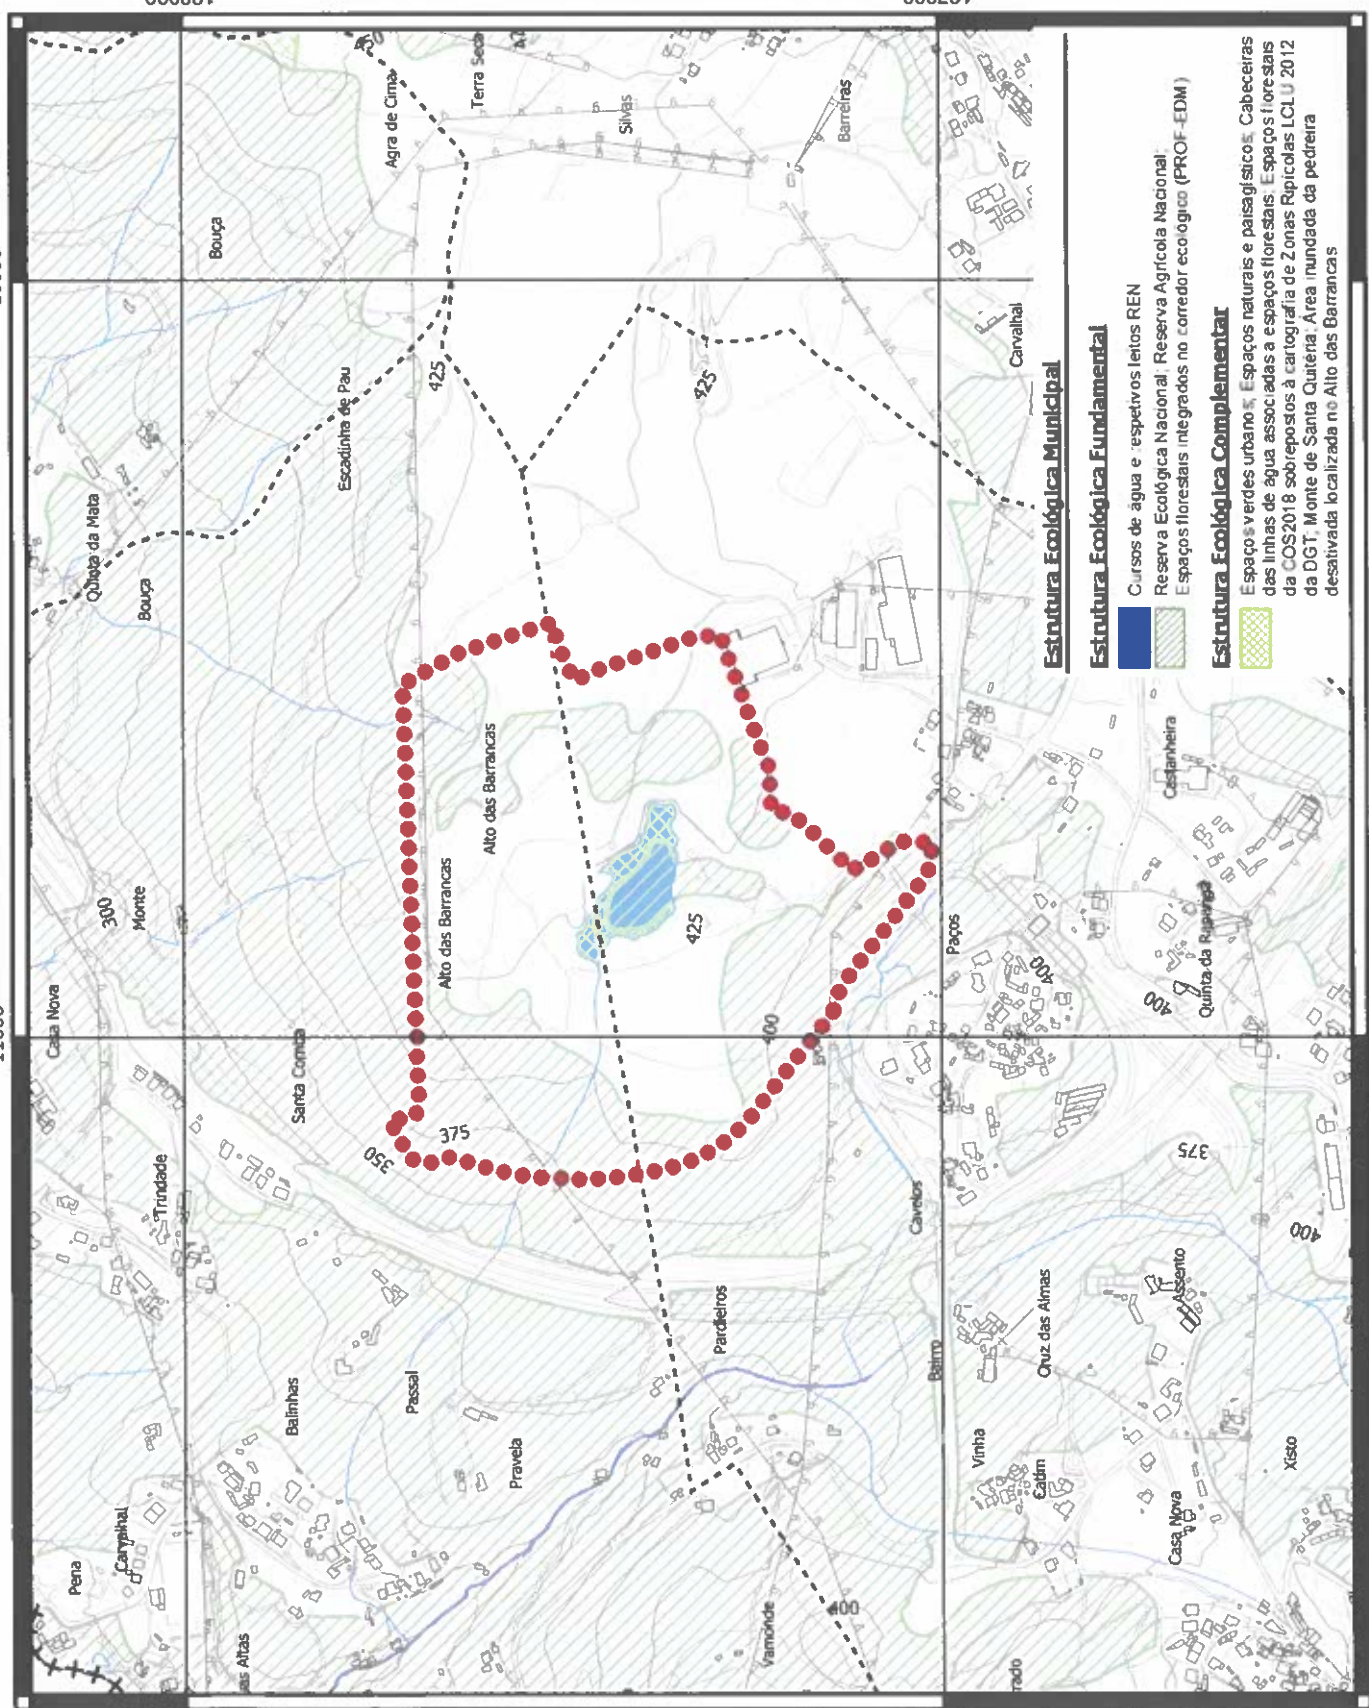 Casa Nova
300
Monte
Quinta da Mata
Bouça
Bouça
Pena
Carvalhal
Trindade
Santa Comba
Escadinha de Pau
Agra de Cima
Terra Seca
as Altas
Balinhas
Passal
350
375
Alto das Barrancas
Alto das Barrancas
425
Silvas
Pravela
425
425
Barreiras
Pardieiros
400
Vamonde
400
Cavelos
Bairro
Paços
Carvalhal
Vinha
Catim
Cruz das Almas
400
rado
Casa Nova
Assento
375
400
Castanheira
Xisto
400
Estrutura Ecológica Municipal
Estrutura Ecológica Fundamental
Cursos de água e respetivos leitos REN
Reserva Ecológica Nacional; Reserva Agrícola Nacional;
Espaços florestais integrados no corredor ecológico (PROF-EDM)
Estrutura Ecológica Complementar
Espaços verdes urbanos; Espaços naturais e paisagísticos; Cabeceiras
das linhas de água associadas a espaços florestais; Espaços florestais
da COS2018 sobrepostos à cartografia de Zonas Ripícolas LCLU 2012
da DGT; Monte de Santa Quitéria; Área inundada da pedreira
desativada localizada no Alto das Barrancas